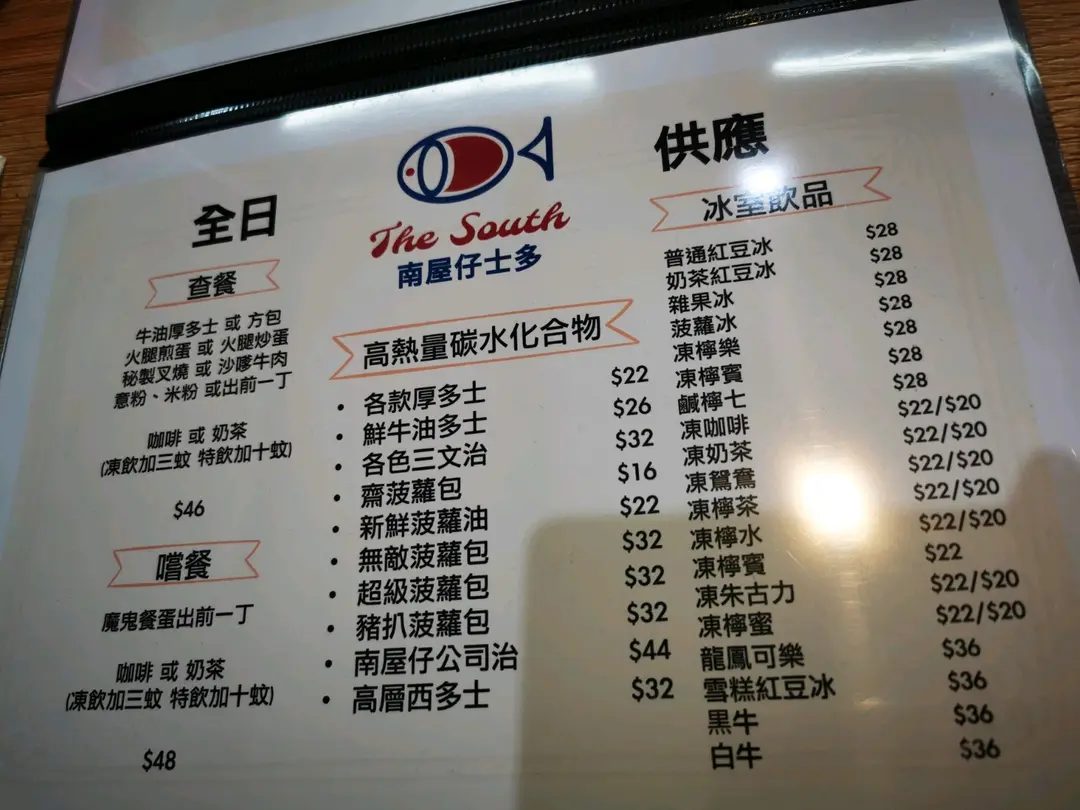 全日
供應
The South
南屋仔士多
查餐
牛油厚多士 或 方包
火腿煎蛋 或 火腿炒蛋
秘製叉燒 或 沙嗲牛肉
意粉、米粉 或出前一丁
咖啡 或 奶茶
(凍飲加三蚊 特飲加十蚊)
$46
嚐餐
魔鬼餐蛋出前一丁
咖啡 或 奶茶
(凍飲加三蚊 特飲加十蚊)
$48
高熱量碳水化合物
• 各款厚多士 $22
• 鮮牛油多士 $26
• 各色三文治 $32
• 齋菠蘿包 $16
• 新鮮菠蘿油 $22
• 無敵菠蘿包 $32
• 超級菠蘿包 $32
• 豬扒菠蘿包 $32
• 南屋仔公司治 $44
• 高層西多士 $32
冰室飲品
普通紅豆冰 $28
奶茶紅豆冰 $28
雜果冰 $28
菠蘿冰 $28
凍檸樂 $28
凍檸賓 $28
鹹檸七 $28
凍咖啡 $22/$20
凍奶茶 $22/$20
凍鴛鴦 $22/$20
凍檸茶 $22/$20
凍檸水 $22/$20
凍檸賓 $22
凍朱古力 $22/$20
凍檸蜜 $22/$20
龍鳳可樂 $36
雪糕紅豆冰 $36
黑牛 $36
白牛 $36